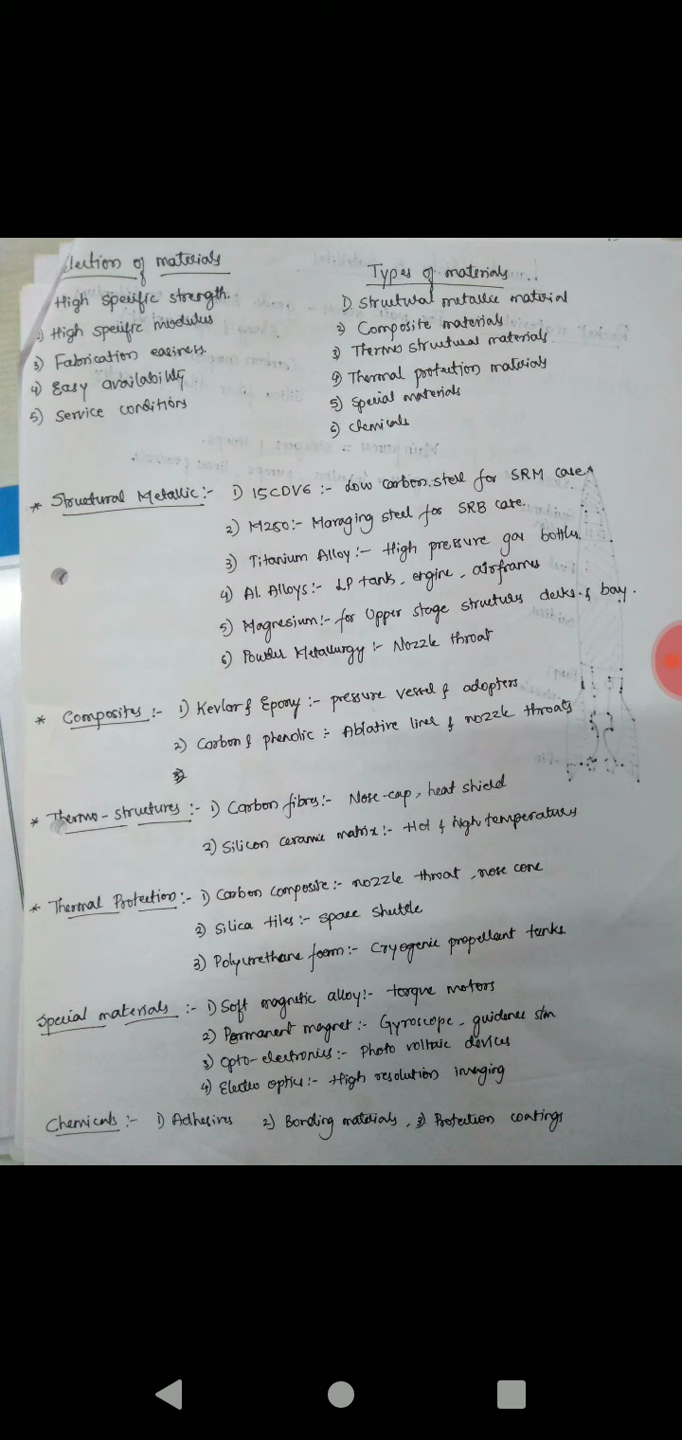 lection of materials
High specific strength.
) High specific modulus
3) Fabrication easiness.
4) Easy availability
5) Service conditions
Types of materials...
1) Structural metallic material
2) Composite materials
3) Thermo structural materials.
4) Thermal protection materials
5) Special materials
6) chemicals
* Structural Metallic :- 1) 15CDV6 :- Low carbon steel for SRM case
2) M250:- Maraging steel for SRB case.
3) Titanium Alloy :- High pressure gas bottles.
4) Al. Alloys :- LP tank, engine, airframes
5) Magnesium :- for Upper stage structures decks & bay.
6) Powder Metallurgy :- Nozzle throat
* Composites :- 1) Kevlar & Epony :- pressure vessel & adopters
2) Carbon & phenolic :- Ablative liner & nozzle throats
3)
* Thermo-structures :- 1) Carbon fibres :- Nose-cap, heat shield
2) Silicon ceramic matrix :- Hot & high temperatures
* Thermal Protection :- 1) Carbon composite :- nozzle throat, nose cone
2) Silica tiles :- space shuttle
3) Polyurethane foam :- Cryogenic propellant tanks
Special materials :- 1) Soft magnetic alloy :- torque motors
2) Permanent magnet :- Gyroscope, guidence
3) Opto-electronics :- Photo voltaic devices
4) Electro optics :- High resolution imaging
Chemicals :- 1) Adhesives 2) Bonding materials, 3) Protection coatings